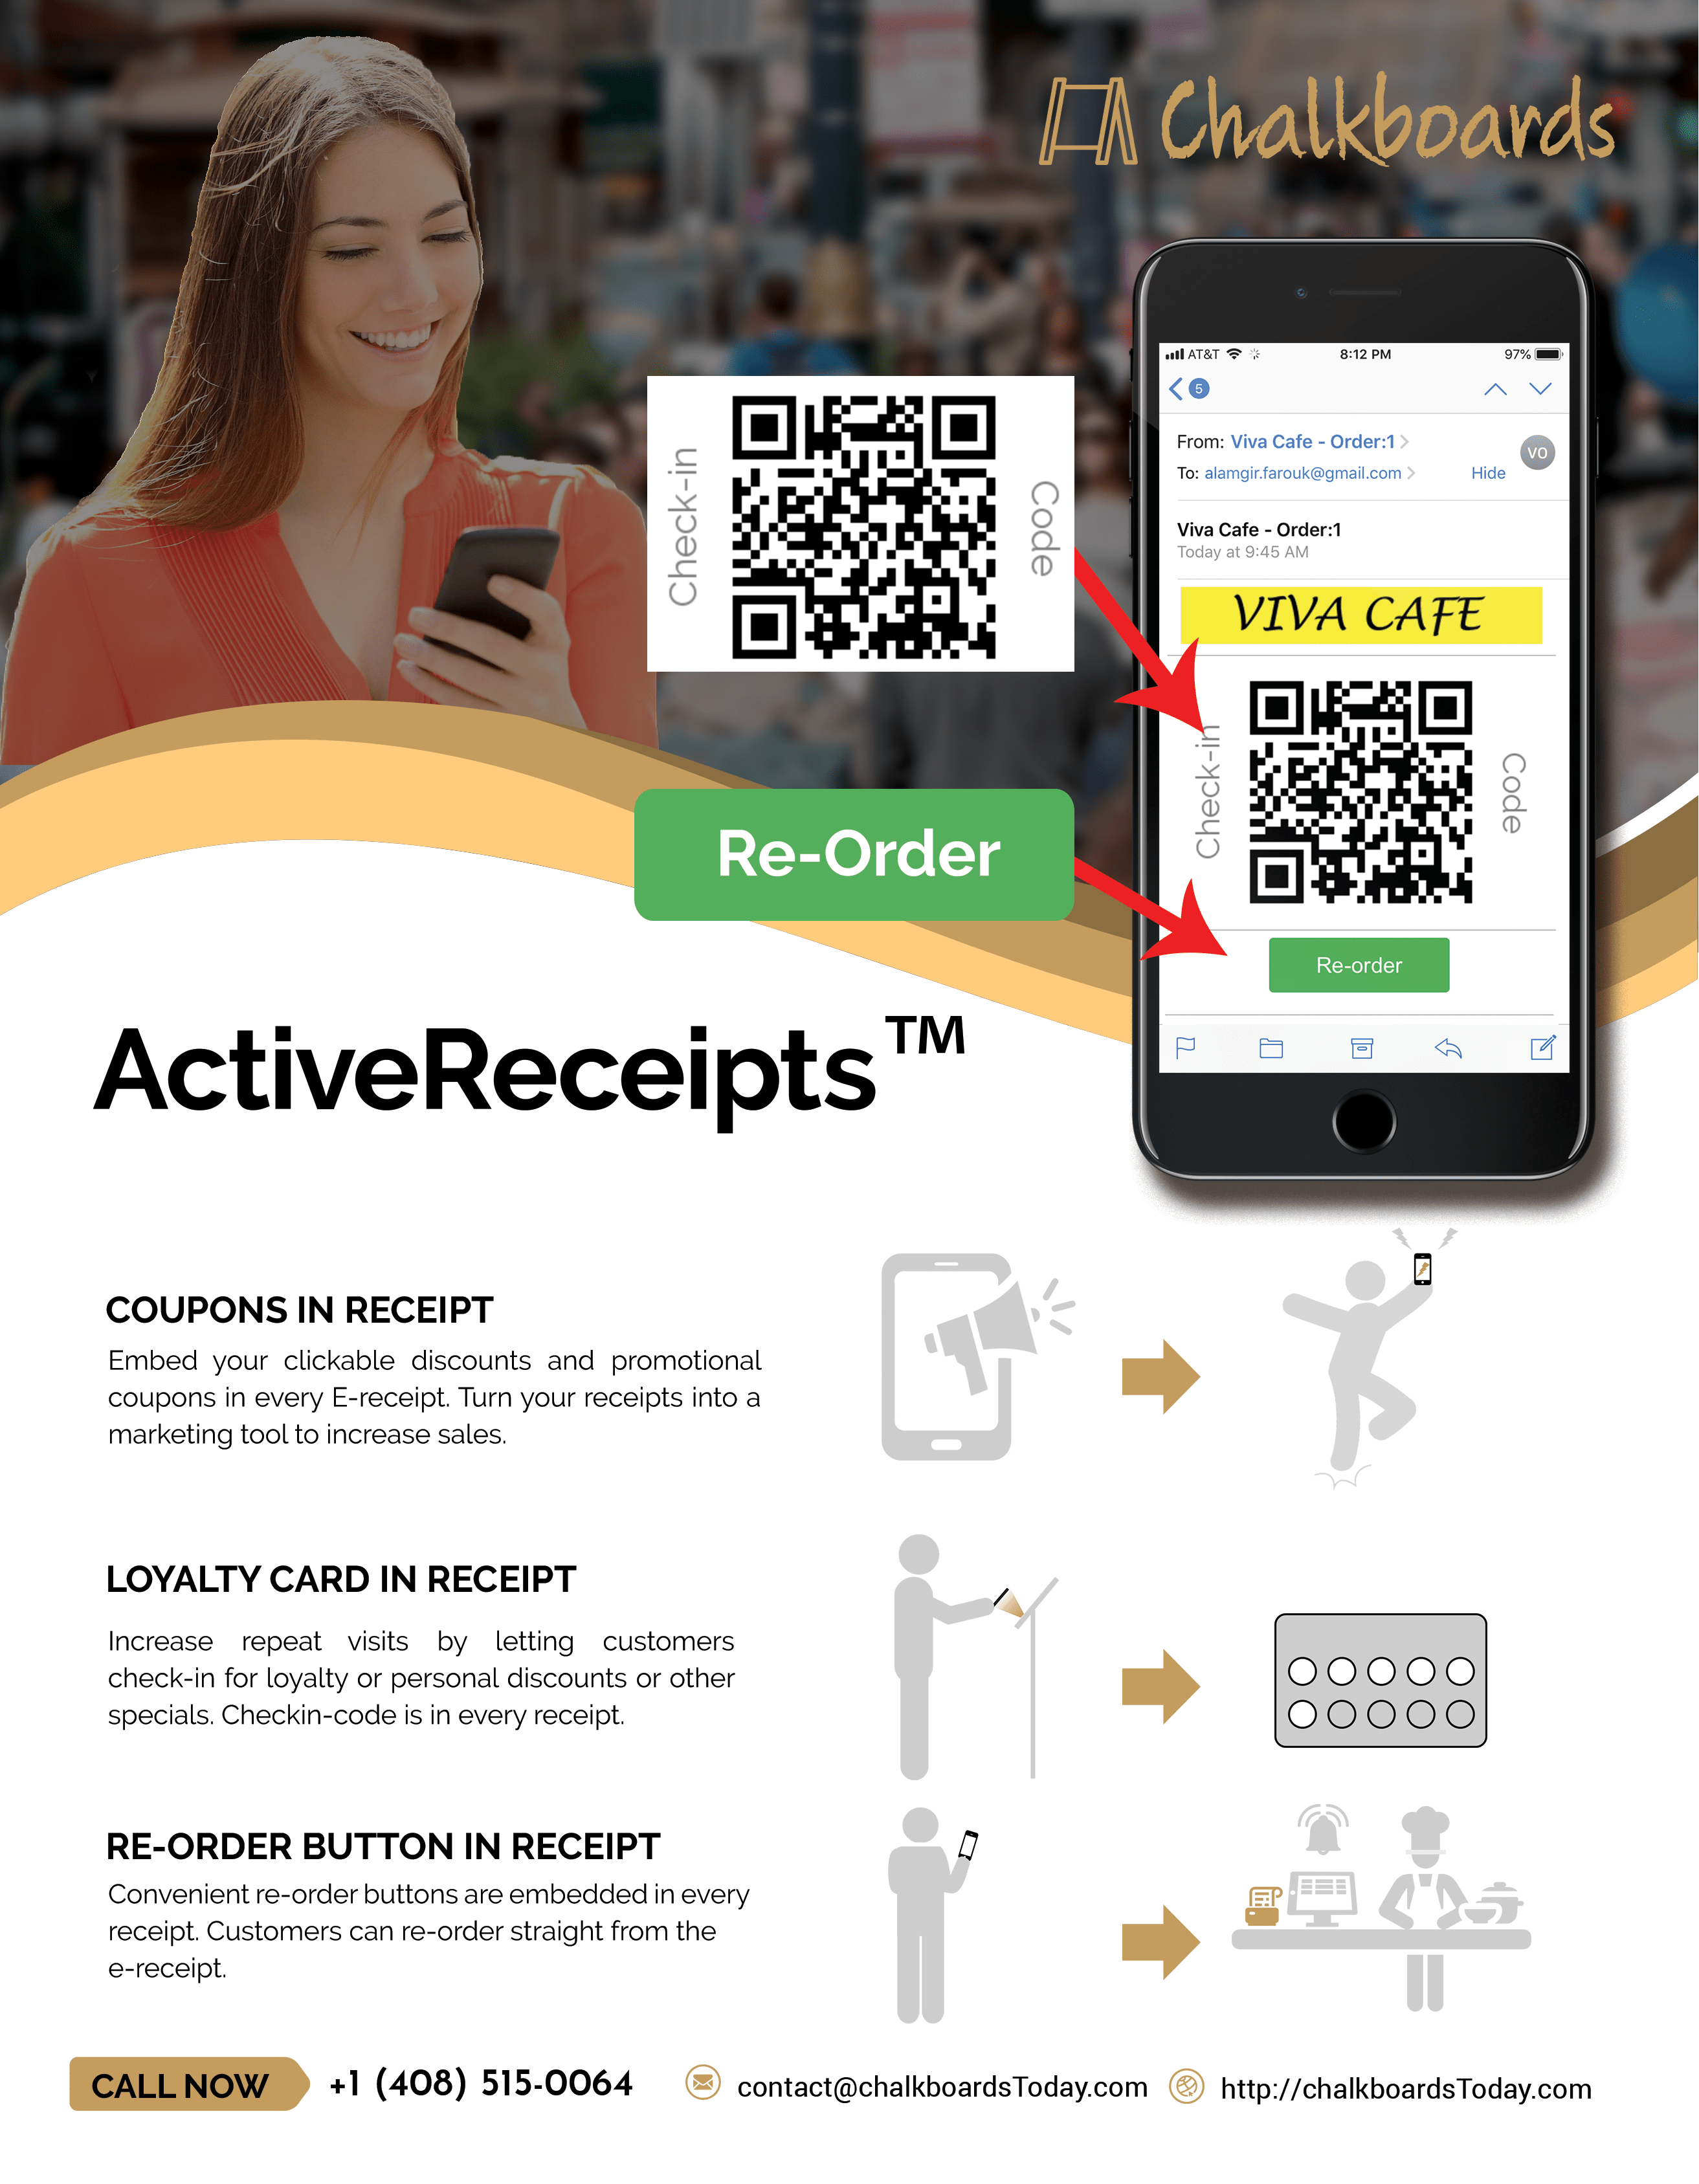 Chalkboards
AT&T
8:12 PM
97%
5
From: Viva Cafe - Order:1
VO
To: alamgir.farouk@gmail.com
Hide
Viva Cafe - Order:1
Today at 9:45 AM
VIVA CAFE
Check-in
Code
Check-in
Code
Re-Order
Re-order
ActiveReceipts™
COUPONS IN RECEIPT
Embed your clickable discounts and promotional
coupons in every E-receipt. Turn your receipts into a
marketing tool to increase sales.
LOYALTY CARD IN RECEIPT
Increase repeat visits by letting customers
check-in for loyalty or personal discounts or other
specials. Checkin-code is in every receipt.
RE-ORDER BUTTON IN RECEIPT
Convenient re-order buttons are embedded in every
receipt. Customers can re-order straight from the
e-receipt.
CALL NOW
+1 (408) 515-0064
contact@chalkboardsToday.com
http://chalkboardsToday.com